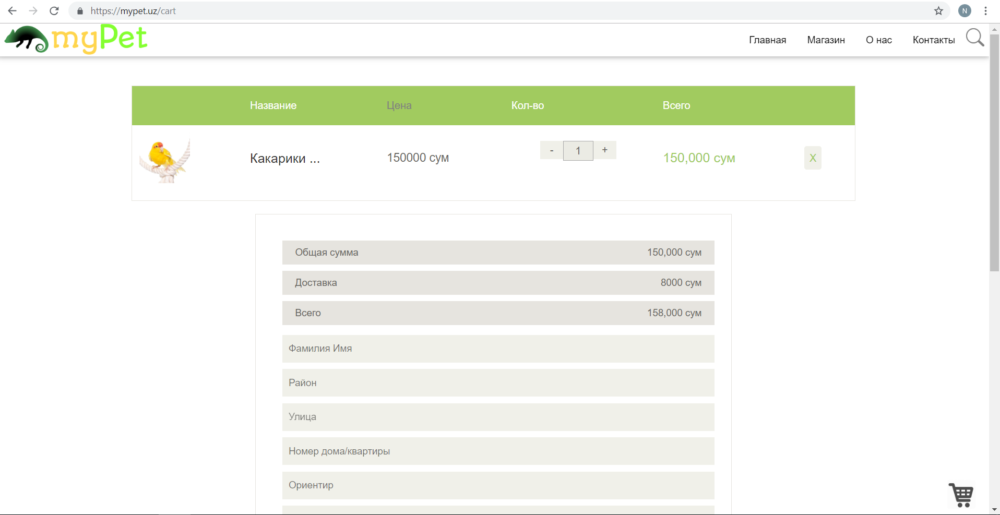 https://mypet.uz/cart
N
myPet
Главная Магазин О нас Контакты
Название Цена Кол-во Всего
Какарики ... 150000 сум - 1 + 150,000 сум X
Общая сумма 150,000 сум
Доставка 8000 сум
Всего 158,000 сум
Фамилия Имя
Район
Улица
Номер дома/квартиры
Ориентир